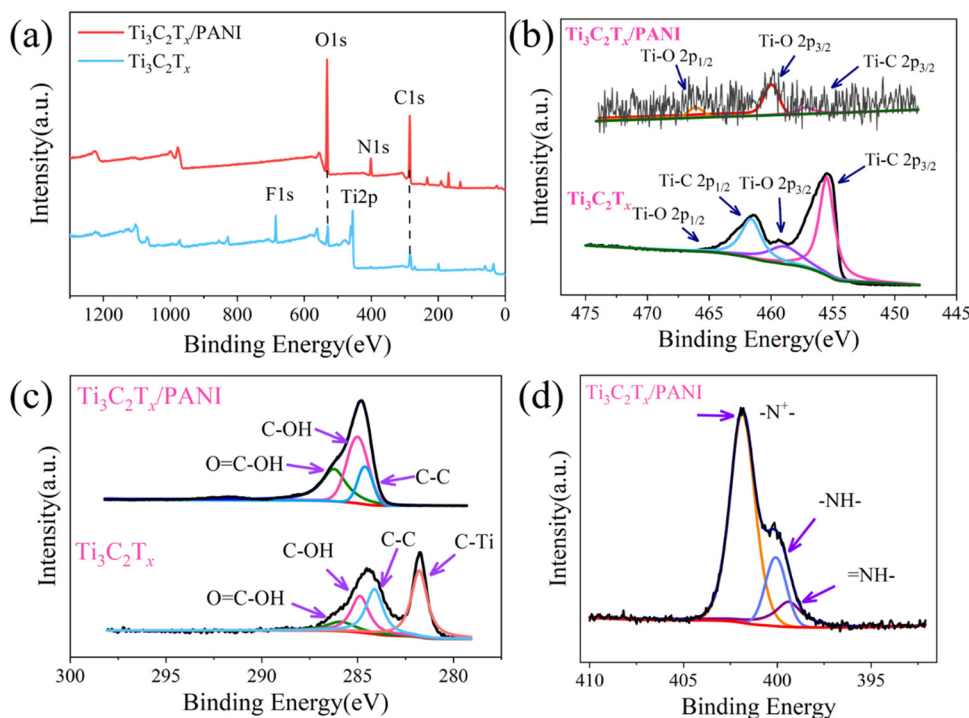 (a)
Ti₃C₂Tₓ/PANI
Ti₃C₂Tₓ
O1s
C1s
N1s
F1s
Ti2p
Intensity(a.u.)
1200 1000 800 600 400 200 0
Binding Energy(eV)
(b)
Ti₃C₂Tₓ/PANI
Ti-O 2p₃/₂
Ti-O 2p₁/₂
Ti-C 2p₃/₂
Ti-C 2p₃/₂
Ti-C 2p₁/₂
Ti-O 2p₃/₂
Ti₃C₂Tₓ
Ti-O 2p₁/₂
Intensity(a.u.)
475 470 465 460 455 450 445
Binding Energy(eV)
(c)
Ti₃C₂Tₓ/PANI
C-OH
O=C-OH
C-C
Ti₃C₂Tₓ
C-OH
C-C
C-Ti
O=C-OH
Intensity(a.u.)
300 295 290 285 280
Binding Energy(eV)
(d)
Ti₃C₂Tₓ/PANI
-N⁺-
-NH-
=NH-
Intensity(a.u.)
410 405 400 395
Binding Energy